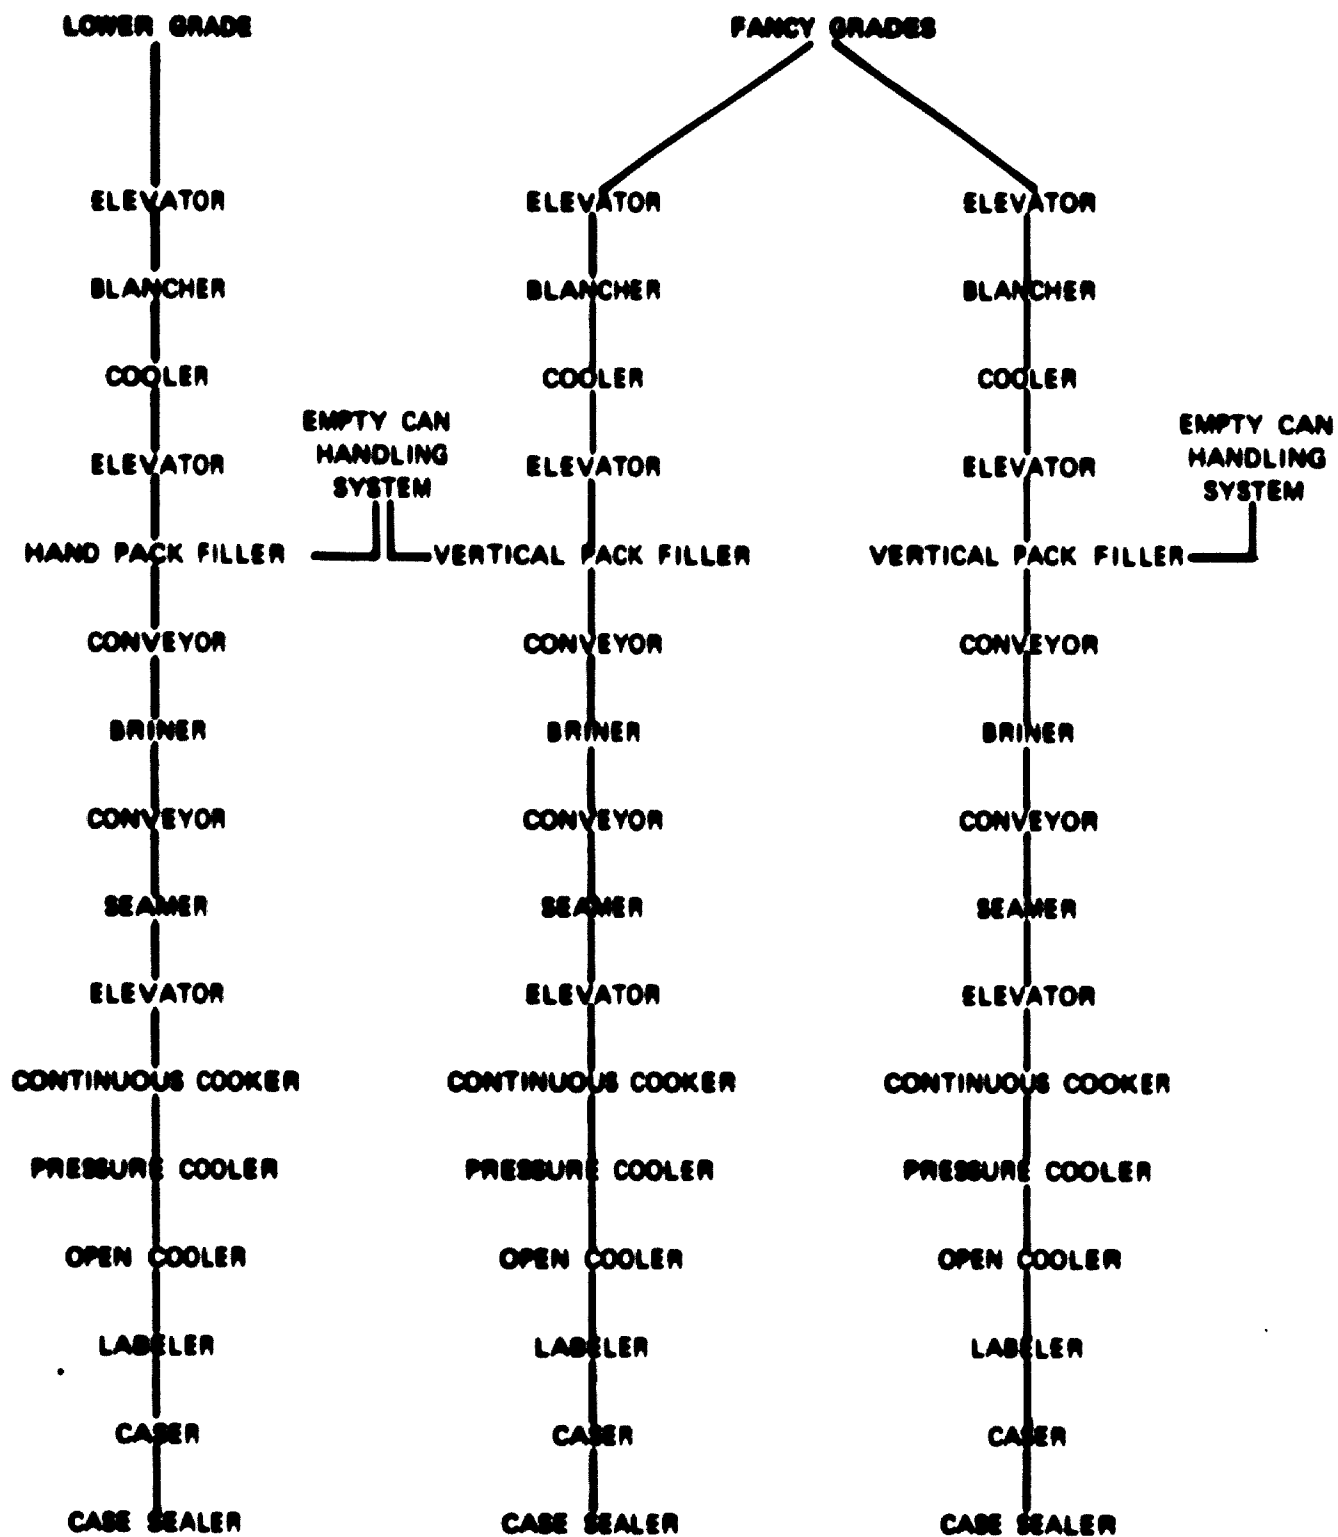 LOWER GRADE
FANCY GRADES
ELEVATOR
ELEVATOR
ELEVATOR
BLANCHER
BLANCHER
BLANCHER
COOLER
COOLER
COOLER
EMPTY CAN
HANDLING
SYSTEM
EMPTY CAN
HANDLING
SYSTEM
ELEVATOR
ELEVATOR
ELEVATOR
HAND PACK FILLER
VERTICAL PACK FILLER
VERTICAL PACK FILLER
CONVEYOR
CONVEYOR
CONVEYOR
BRINER
BRINER
BRINER
CONVEYOR
CONVEYOR
CONVEYOR
SEAMER
SEAMER
SEAMER
ELEVATOR
ELEVATOR
ELEVATOR
CONTINUOUS COOKER
CONTINUOUS COOKER
CONTINUOUS COOKER
PRESSURE COOLER
PRESSURE COOLER
PRESSURE COOLER
OPEN COOLER
OPEN COOLER
OPEN COOLER
LABELER
LABELER
LABELER
CASER
CASER
CASER
CASE SEALER
CASE SEALER
CASE SEALER